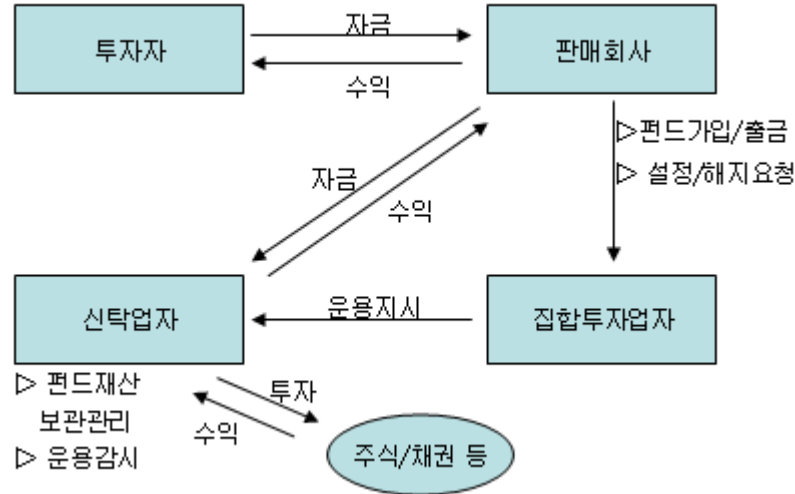 자금
투자자
판매회사
수익
▷펀드가입/출금
▷ 설정/해지요청
자금
수익
신탁업자
운용지시
집합투자업자
▷ 펀드재산
보관관리
▷ 운용감시
투자
수익
주식/채권 등